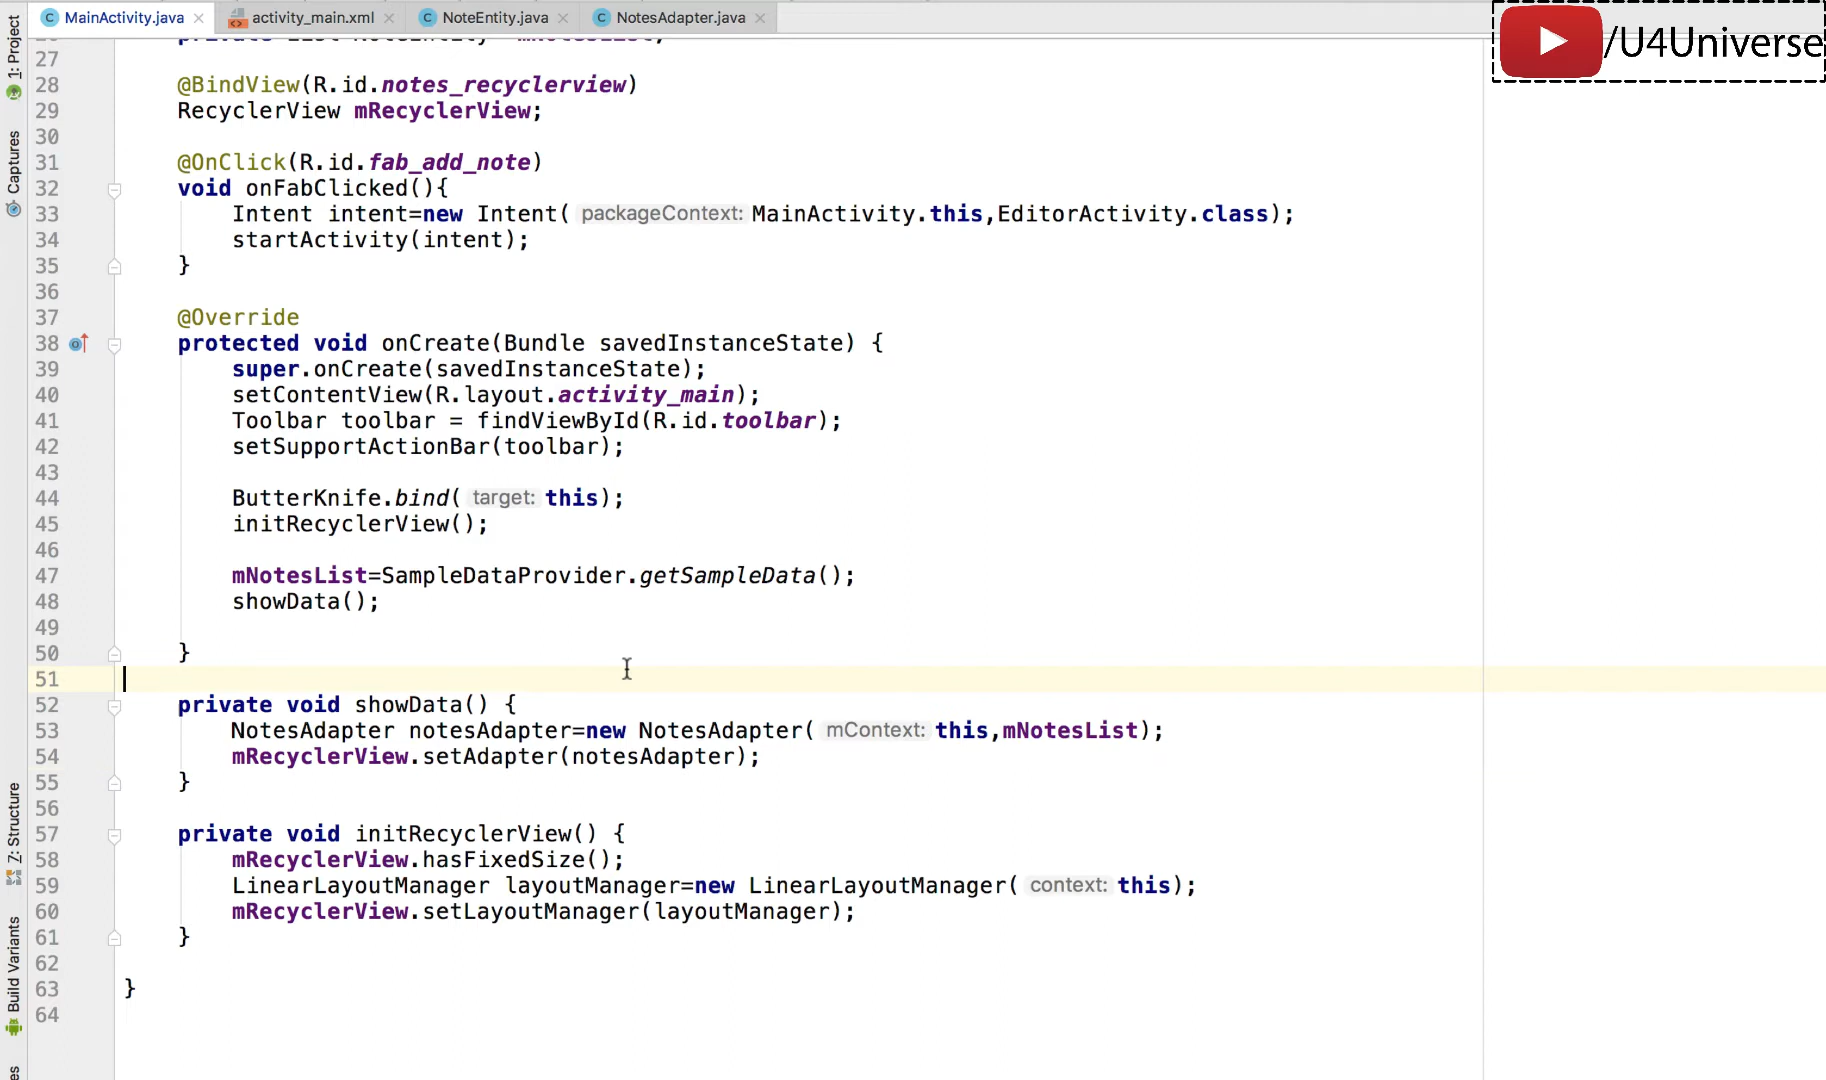 MainActivity.java
activity_main.xml
NoteEntity.java
NotesAdapter.java
/U4Universe
1: Project
Captures
Z: Structure
Build Variants
27
28 @BindView(R.id.notes_recyclerview)
29 RecyclerView mRecyclerView;
30
31 @OnClick(R.id.fab_add_note)
32 void onFabClicked(){
33 Intent intent=new Intent( packageContext: MainActivity.this,EditorActivity.class);
34 startActivity(intent);
35 }
36
37 @Override
38 protected void onCreate(Bundle savedInstanceState) {
39 super.onCreate(savedInstanceState);
40 setContentView(R.layout.activity_main);
41 Toolbar toolbar = findViewById(R.id.toolbar);
42 setSupportActionBar(toolbar);
43
44 ButterKnife.bind( target: this);
45 initRecyclerView();
46
47 mNotesList=SampleDataProvider.getSampleData();
48 showData();
49
50 }
51
52 private void showData() {
53 NotesAdapter notesAdapter=new NotesAdapter( mContext: this,mNotesList);
54 mRecyclerView.setAdapter(notesAdapter);
55 }
56
57 private void initRecyclerView() {
58 mRecyclerView.hasFixedSize();
59 LinearLayoutManager layoutManager=new LinearLayoutManager( context: this);
60 mRecyclerView.setLayoutManager(layoutManager);
61 }
62
63 }
64